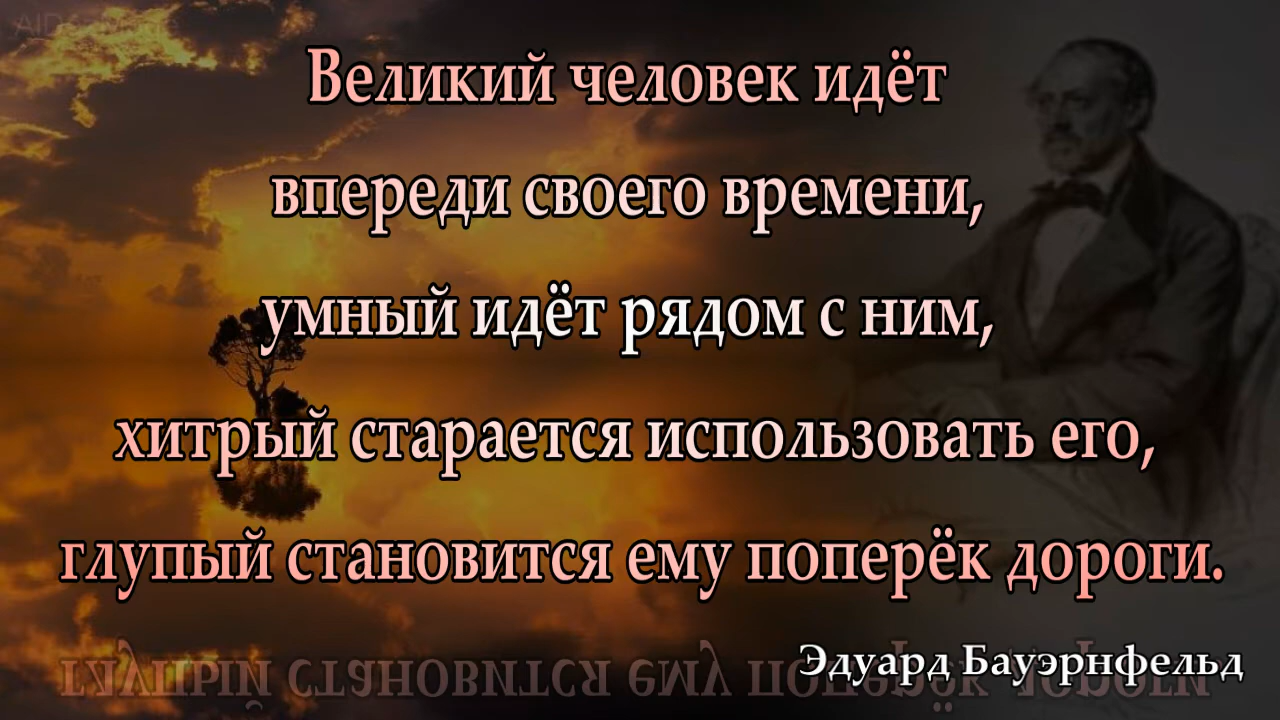 Великий человек идёт
впереди своего времени,
умный идёт рядом с ним,
хитрый старается использовать его,
глупый становится ему поперёк дороги.
Эдуард Бауэрнфельд